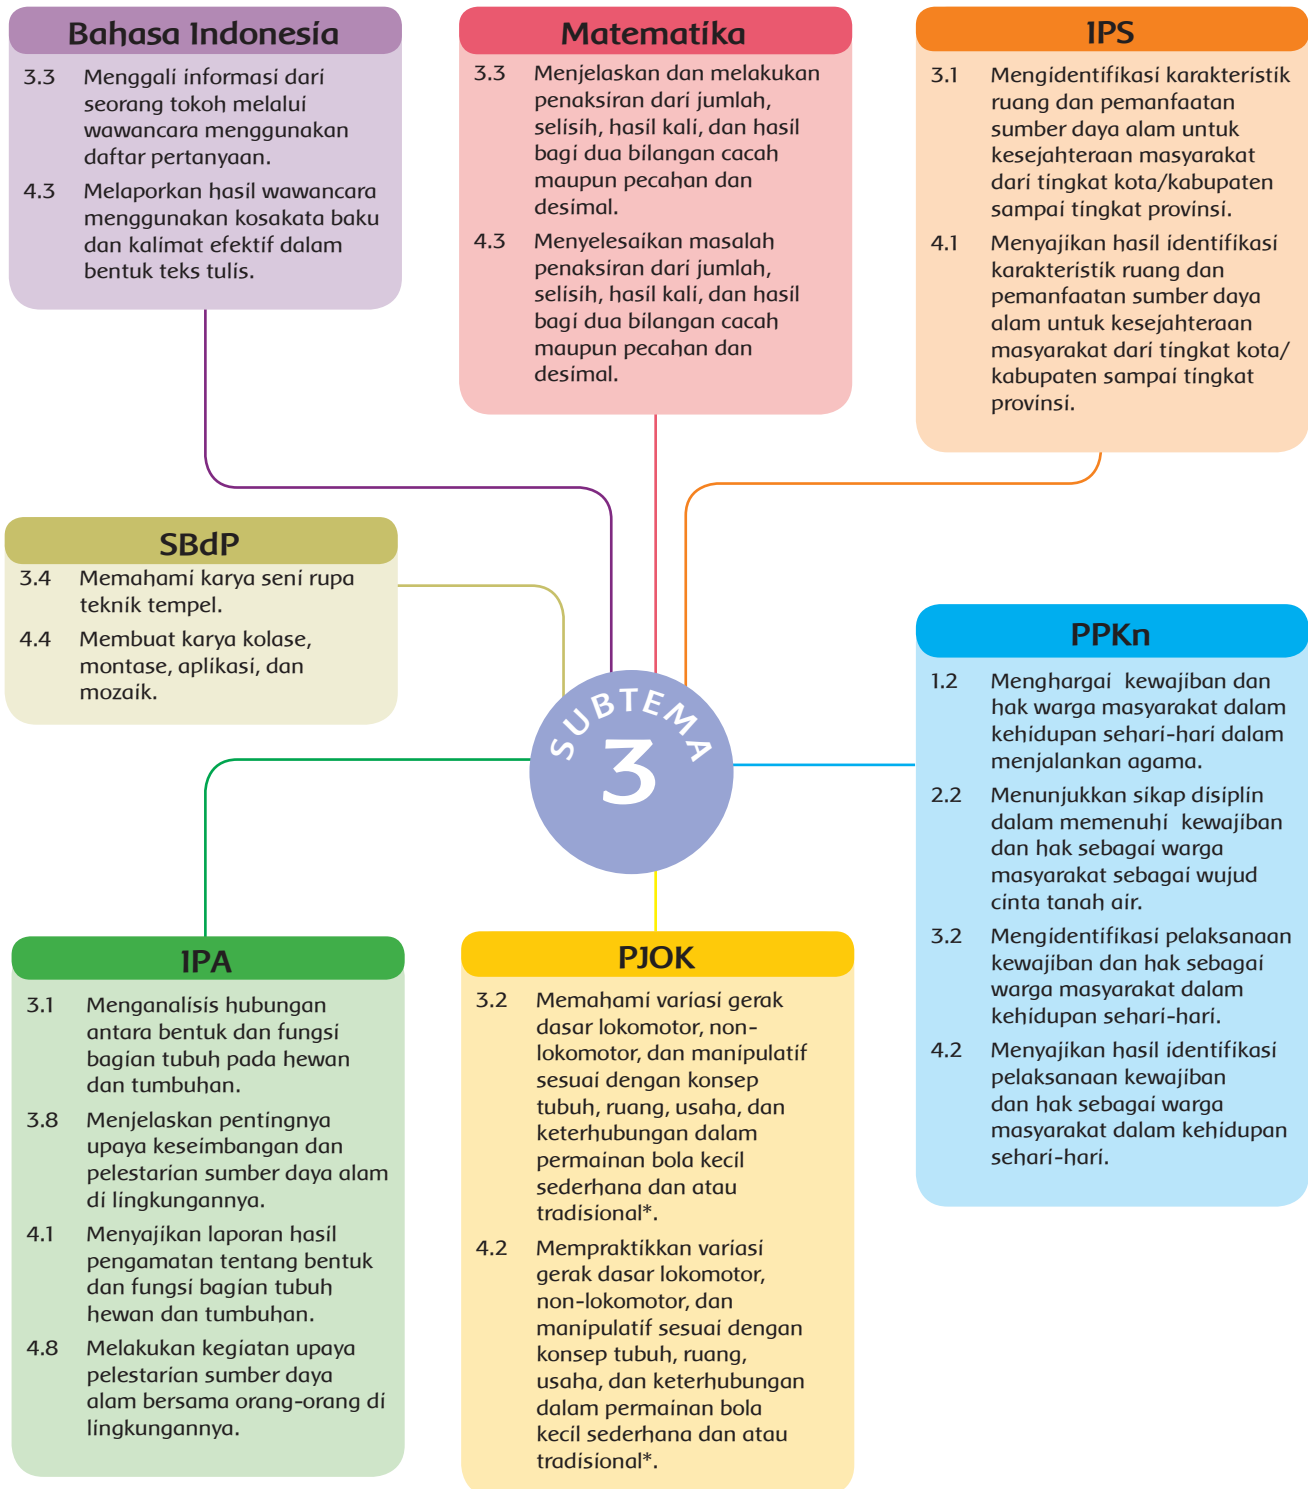 Bahasa Indonesia
3.3 Menggali informasi dari
seorang tokoh melalui
wawancara menggunakan
daftar pertanyaan.
4.3 Melaporkan hasil wawancara
menggunakan kosakata baku
dan kalimat efektif dalam
bentuk teks tulis.
Matematika
3.3 Menjelaskan dan melakukan
penaksiran dari jumlah,
selisih, hasil kali, dan hasil
bagi dua bilangan cacah
maupun pecahan dan
desimal.
4.3 Menyelesaikan masalah
penaksiran dari jumlah,
selisih, hasil kali, dan hasil
bagi dua bilangan cacah
maupun pecahan dan
desimal.
IPS
3.1 Mengidentifikasi karakteristik
ruang dan pemanfaatan
sumber daya alam untuk
kesejahteraan masyarakat
dari tingkat kota/kabupaten
sampai tingkat provinsi.
4.1 Menyajikan hasil identifikasi
karakteristik ruang dan
pemanfaatan sumber daya
alam untuk kesejahteraan
masyarakat dari tingkat kota/
kabupaten sampai tingkat
provinsi.
SBdP
3.4 Memahami karya seni rupa
teknik tempel.
4.4 Membuat karya kolase,
montase, aplikasi, dan
mozaik.
SUBTEMA
3
PPKn
1.2 Menghargai kewajiban dan
hak warga masyarakat dalam
kehidupan sehari-hari dalam
menjalankan agama.
2.2 Menunjukkan sikap disiplin
dalam memenuhi kewajiban
dan hak sebagai warga
masyarakat sebagai wujud
cinta tanah air.
3.2 Mengidentifikasi pelaksanaan
kewajiban dan hak sebagai
warga masyarakat dalam
kehidupan sehari-hari.
4.2 Menyajikan hasil identifikasi
pelaksanaan kewajiban
dan hak sebagai warga
masyarakat dalam kehidupan
sehari-hari.
IPA
3.1 Menganalisis hubungan
antara bentuk dan fungsi
bagian tubuh pada hewan
dan tumbuhan.
3.8 Menjelaskan pentingnya
upaya keseimbangan dan
pelestarian sumber daya alam
di lingkungannya.
4.1 Menyajikan laporan hasil
pengamatan tentang bentuk
dan fungsi bagian tubuh
hewan dan tumbuhan.
4.8 Melakukan kegiatan upaya
pelestarian sumber daya
alam bersama orang-orang di
lingkungannya.
PJOK
3.2 Memahami variasi gerak
dasar lokomotor, non-
lokomotor, dan manipulatif
sesuai dengan konsep
tubuh, ruang, usaha, dan
keterhubungan dalam
permainan bola kecil
sederhana dan atau
tradisional*.
4.2 Mempraktikkan variasi
gerak dasar lokomotor,
non-lokomotor, dan
manipulatif sesuai dengan
konsep tubuh, ruang,
usaha, dan keterhubungan
dalam permainan bola
kecil sederhana dan atau
tradisional*.